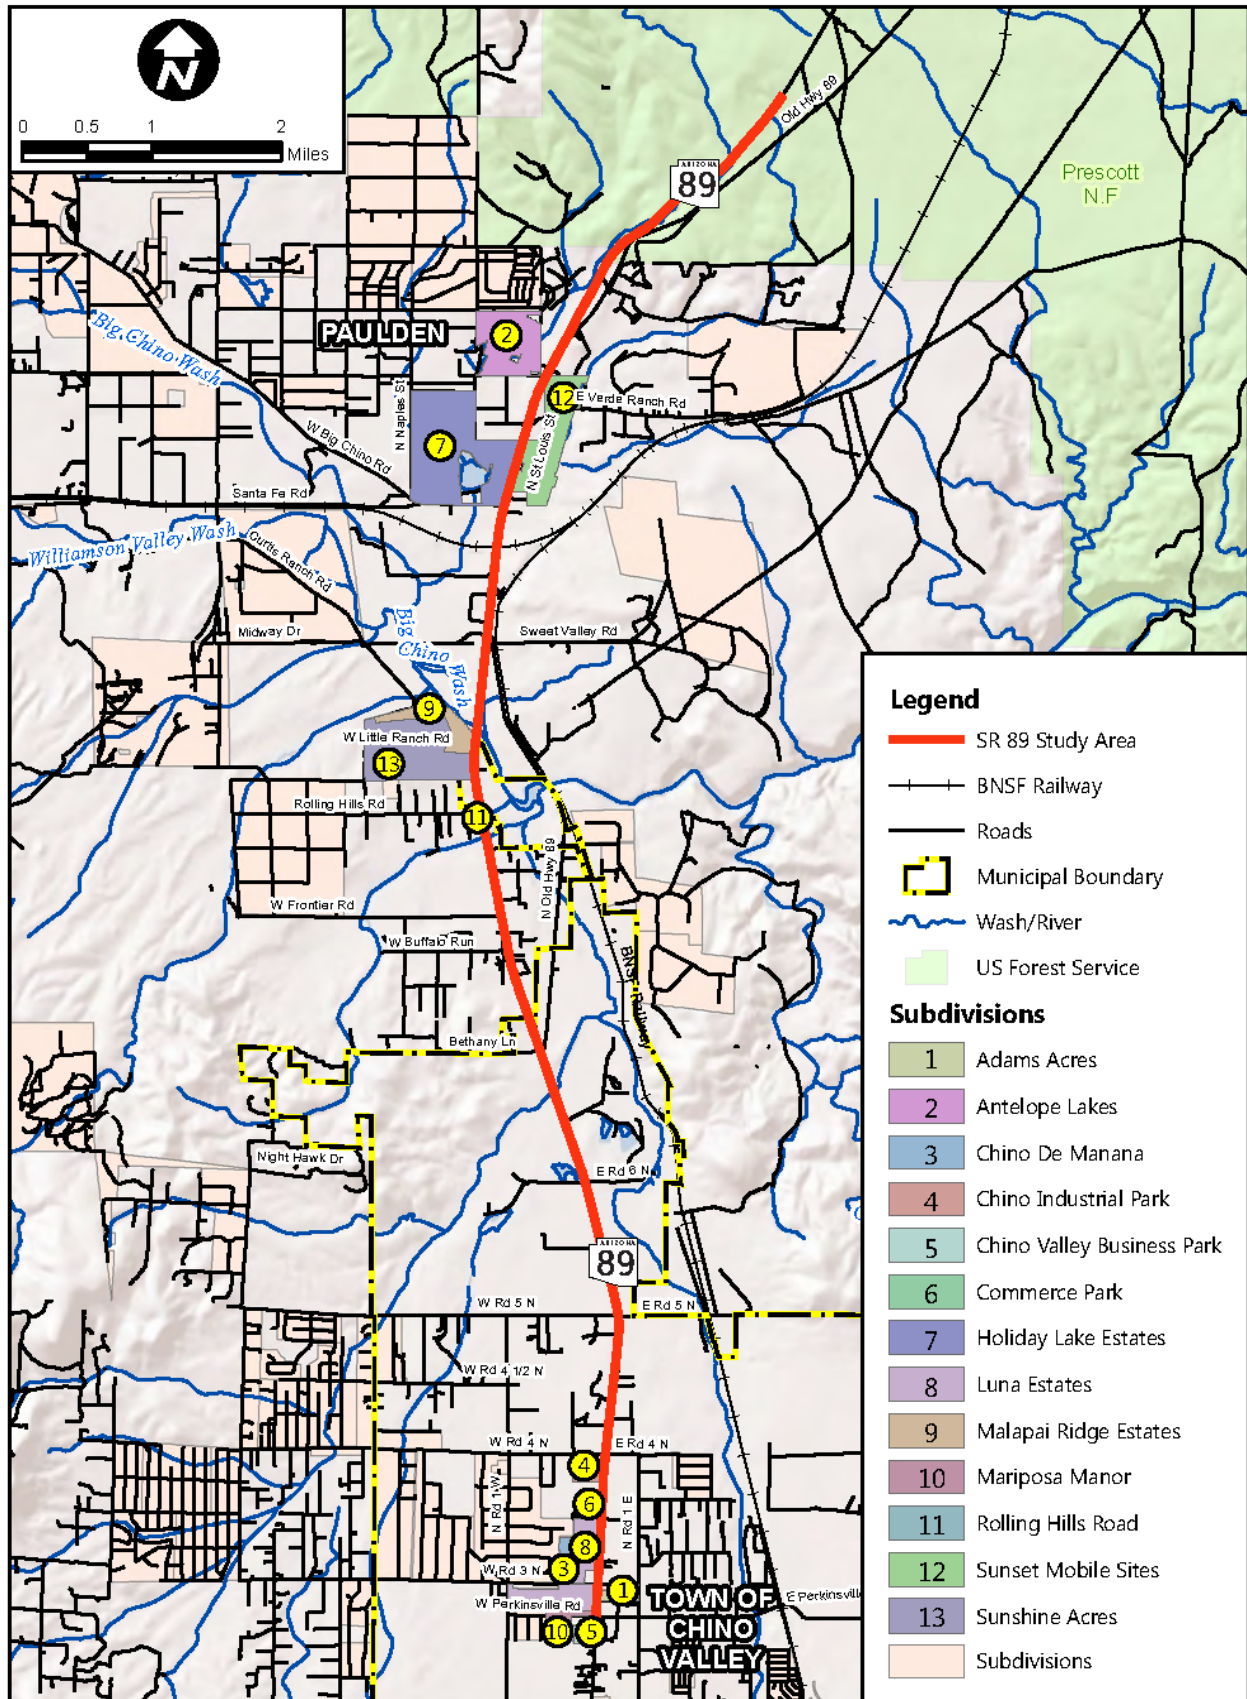 N
0 0.5 1 2
Miles
Old Hwy 89
ARIZONA
89
Prescott
N.F
PAULDEN
2
Big Chino Wash
12
E Verde Ranch Rd
N Naples St
7
N St Louis St
W Big Chino Rd
Santa Fe Rd
Williamson Valley Wash
Curtis Ranch Rd
Big
Chino
Wash
Midway Dr
Sweet Valley Rd
9
W Little Ranch Rd
13
Rolling Hills Rd
11
N Old Hwy 89
W Frontier Rd
W Buffalo Run
BNSF Railway
Bethany Ln
Night Hawk Dr
E Rd 6 N
ARIZONA
89
W Rd 5 N
E Rd 5 N
W Rd 4 1/2 N
W Rd 4 N
E Rd 4 N
4
N Rd 1 W
6
N Rd 1 E
8
W Rd 3 N
3
1
W Perkinsville Rd
E Perkinsville
10
5
TOWN OF
CHINO
VALLEY
Legend
SR 89 Study Area
BNSF Railway
Roads
Municipal Boundary
Wash/River
US Forest Service
Subdivisions
1 Adams Acres
2 Antelope Lakes
3 Chino De Manana
4 Chino Industrial Park
5 Chino Valley Business Park
6 Commerce Park
7 Holiday Lake Estates
8 Luna Estates
9 Malapai Ridge Estates
10 Mariposa Manor
11 Rolling Hills Road
12 Sunset Mobile Sites
13 Sunshine Acres
Subdivisions